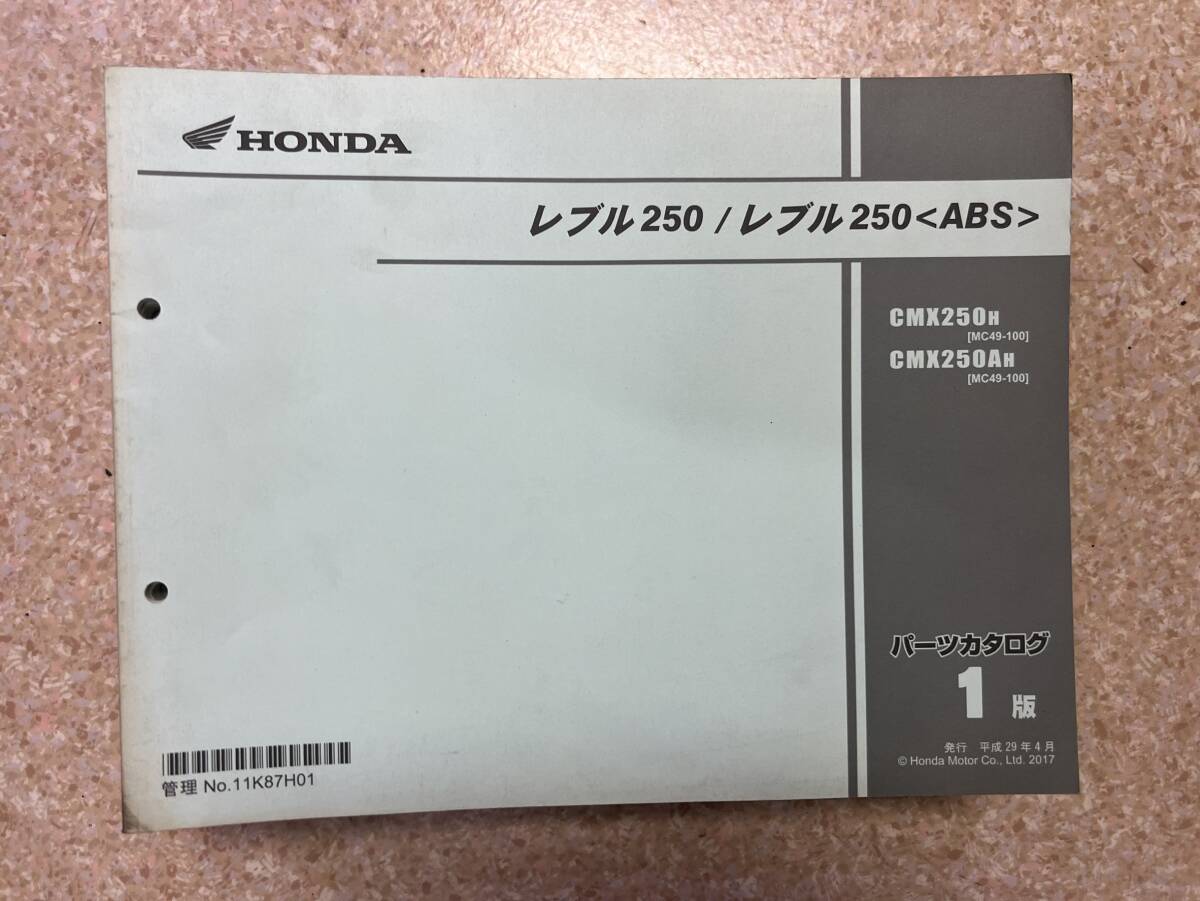 HONDA
レブル250 / レブル250<ABS>
CMX250H
[MC49-100]
CMX250AH
[MC49-100]
パーツカタログ
1 版
発行 平成 29 年 4 月
© Honda Motor Co., Ltd. 2017
管理 No.11K87H01